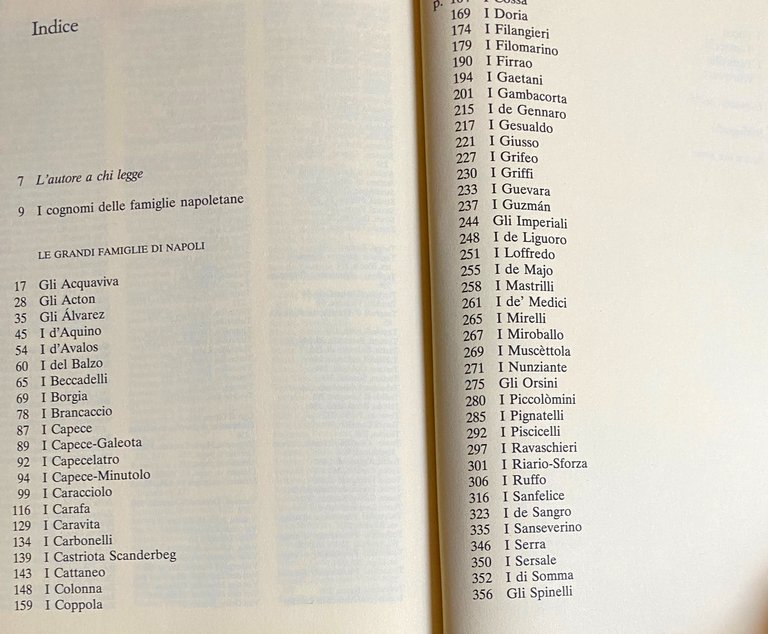 Indice
7 L'autore a chi legge
9 I cognomi delle famiglie napoletane
LE GRANDI FAMIGLIE DI NAPOLI
17 Gli Acquaviva
28 Gli Acton
35 Gli Álvarez
45 I d'Aquino
54 I d'Avalos
60 I del Balzo
65 I Beccadelli
69 I Borgia
78 I Brancaccio
87 I Capece
89 I Capece-Galeota
92 I Capecelatro
94 I Capece-Minutolo
99 I Caracciolo
116 I Carafa
129 I Caravita
134 I Carbonelli
139 I Castriota Scanderbeg
143 I Cattaneo
148 I Colonna
159 I Coppola
p. I Cossa
169 I Doria
174 I Filangieri
179 I Filomarino
190 I Firrao
194 I Gaetani
201 I Gambacorta
215 I de Gennaro
217 I Gesualdo
221 I Giusso
227 I Grifeo
230 I Griffi
233 I Guevara
237 I Guzmán
244 Gli Imperiali
248 I de Liguoro
251 I Loffredo
255 I de Majo
258 I Mastrilli
261 I de' Medici
265 I Mirelli
267 I Miroballo
269 I Muscèttola
271 I Nunziante
275 Gli Orsini
280 I Piccolòmini
285 I Pignatelli
292 I Piscicelli
297 I Ravaschieri
301 I Riario-Sforza
306 I Ruffo
316 I Sanfelice
323 I de Sangro
335 I Sanseverino
346 I Serra
350 I Sersale
352 I di Somma
356 Gli Spinelli